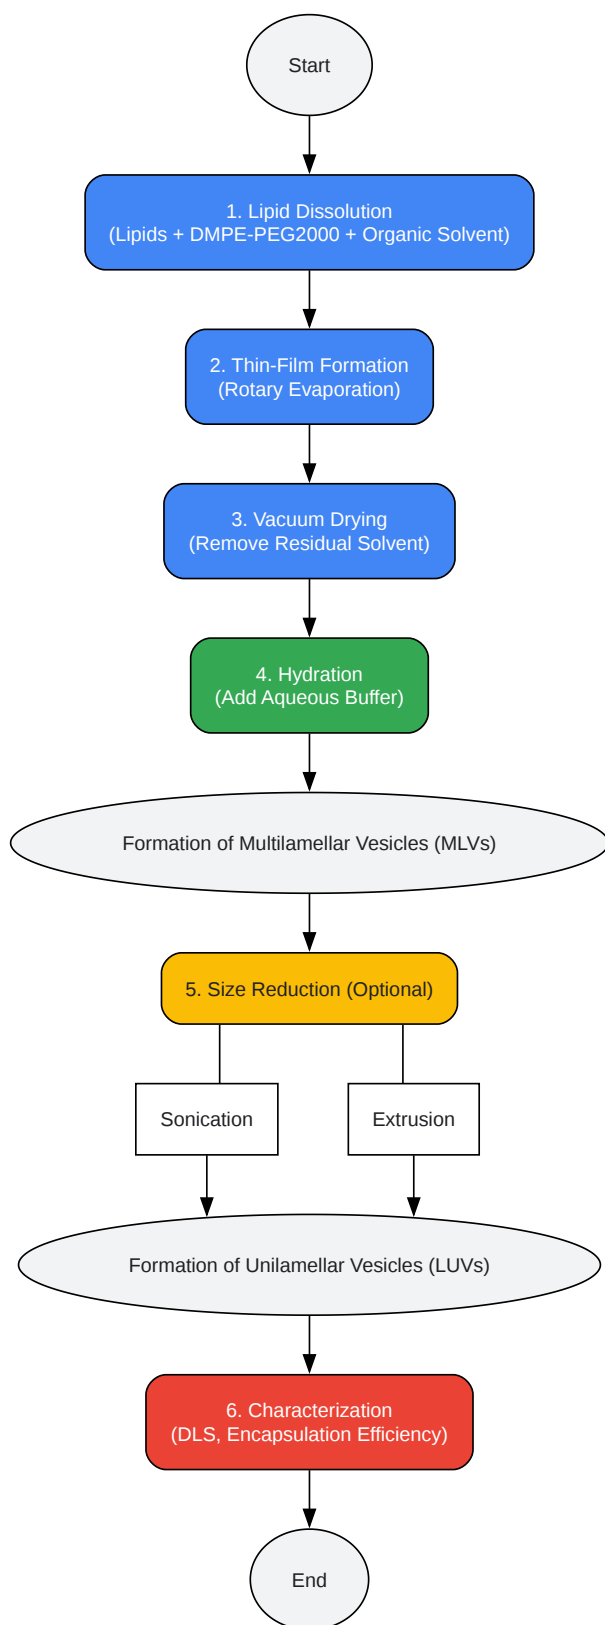 Start
1. Lipid Dissolution
(Lipids + DMPE-PEG2000 + Organic Solvent)
2. Thin-Film Formation
(Rotary Evaporation)
3. Vacuum Drying
(Remove Residual Solvent)
4. Hydration
(Add Aqueous Buffer)
Formation of Multilamellar Vesicles (MLVs)
5. Size Reduction (Optional)
Sonication
Extrusion
Formation of Unilamellar Vesicles (LUVs)
6. Characterization
(DLS, Encapsulation Efficiency)
End